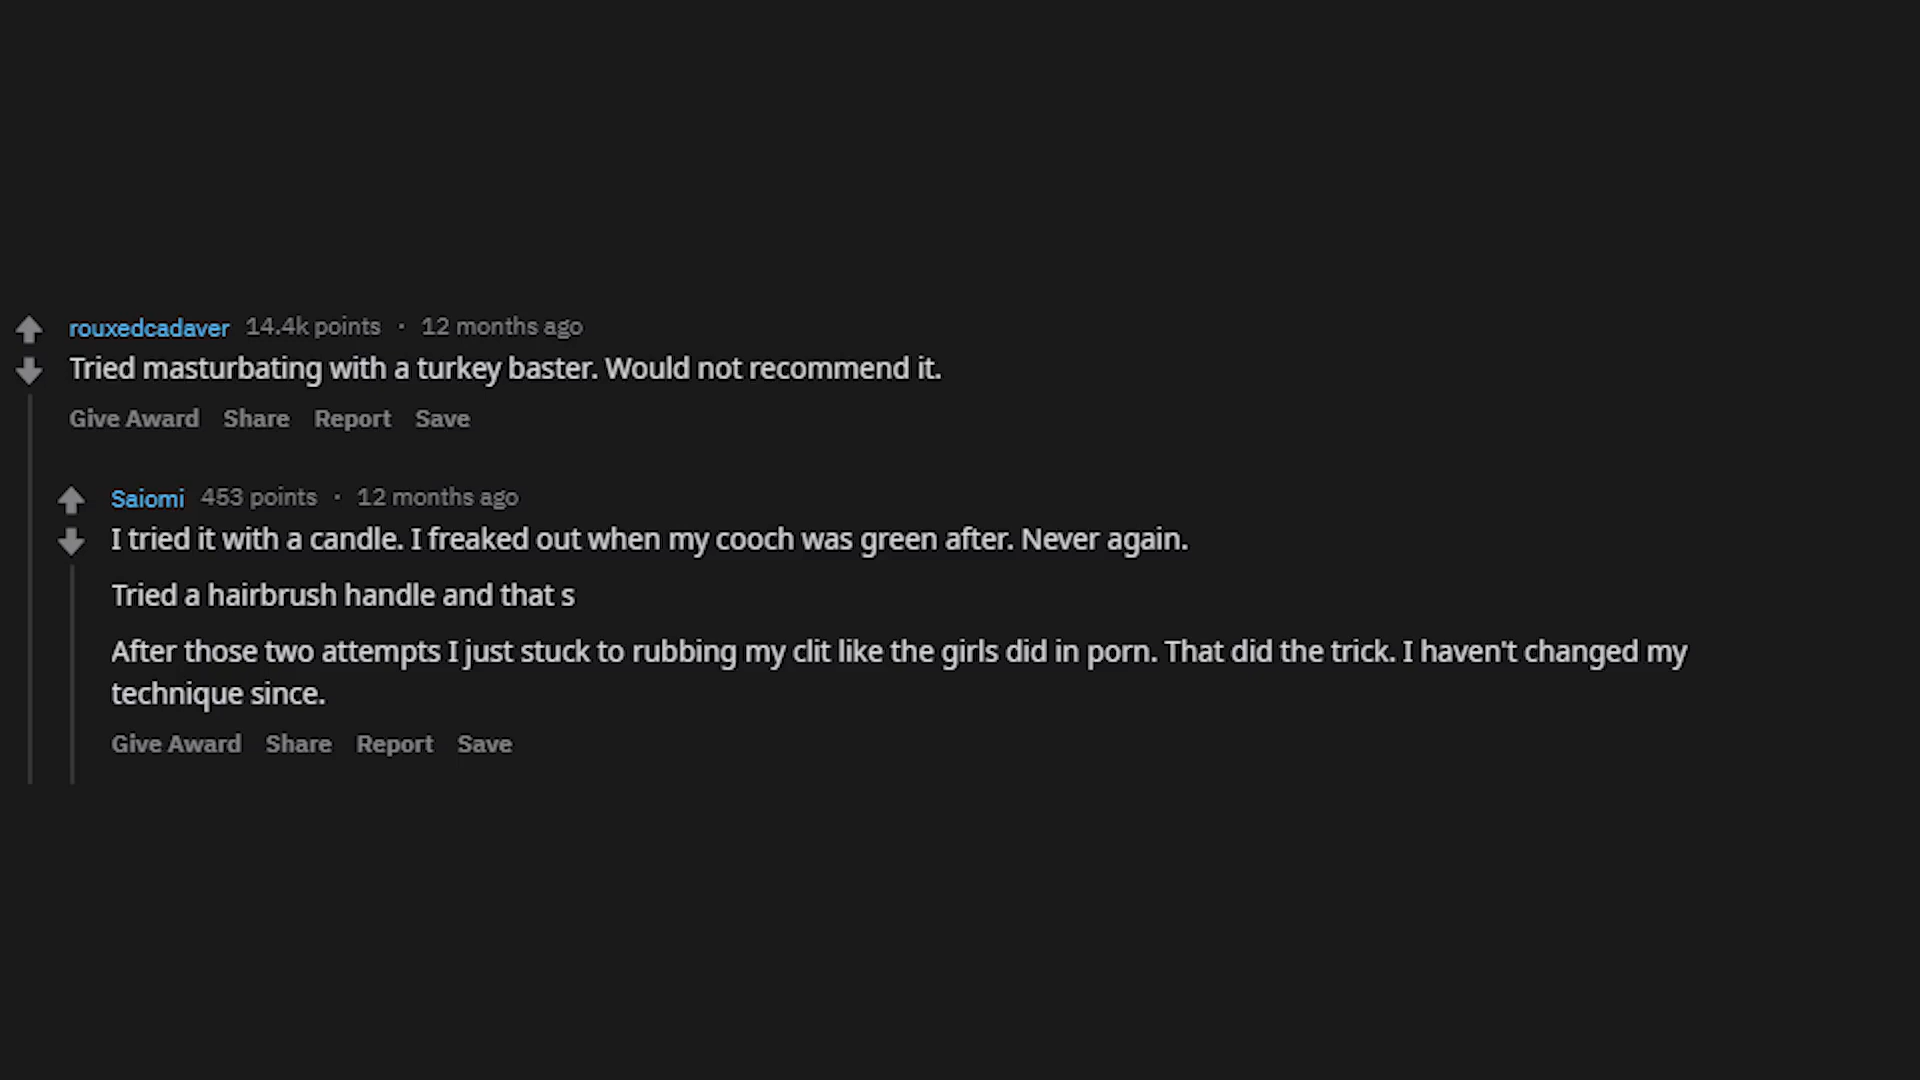 rouxedcadaver 14.4k points · 12 months ago
Tried masturbating with a turkey baster. Would not recommend it.
Give Award Share Report Save
Saiomi 453 points · 12 months ago
I tried it with a candle. I freaked out when my cooch was green after. Never again.
Tried a hairbrush handle and that s
After those two attempts I just stuck to rubbing my clit like the girls did in porn. That did the trick. I haven't changed my
technique since.
Give Award Share Report Save